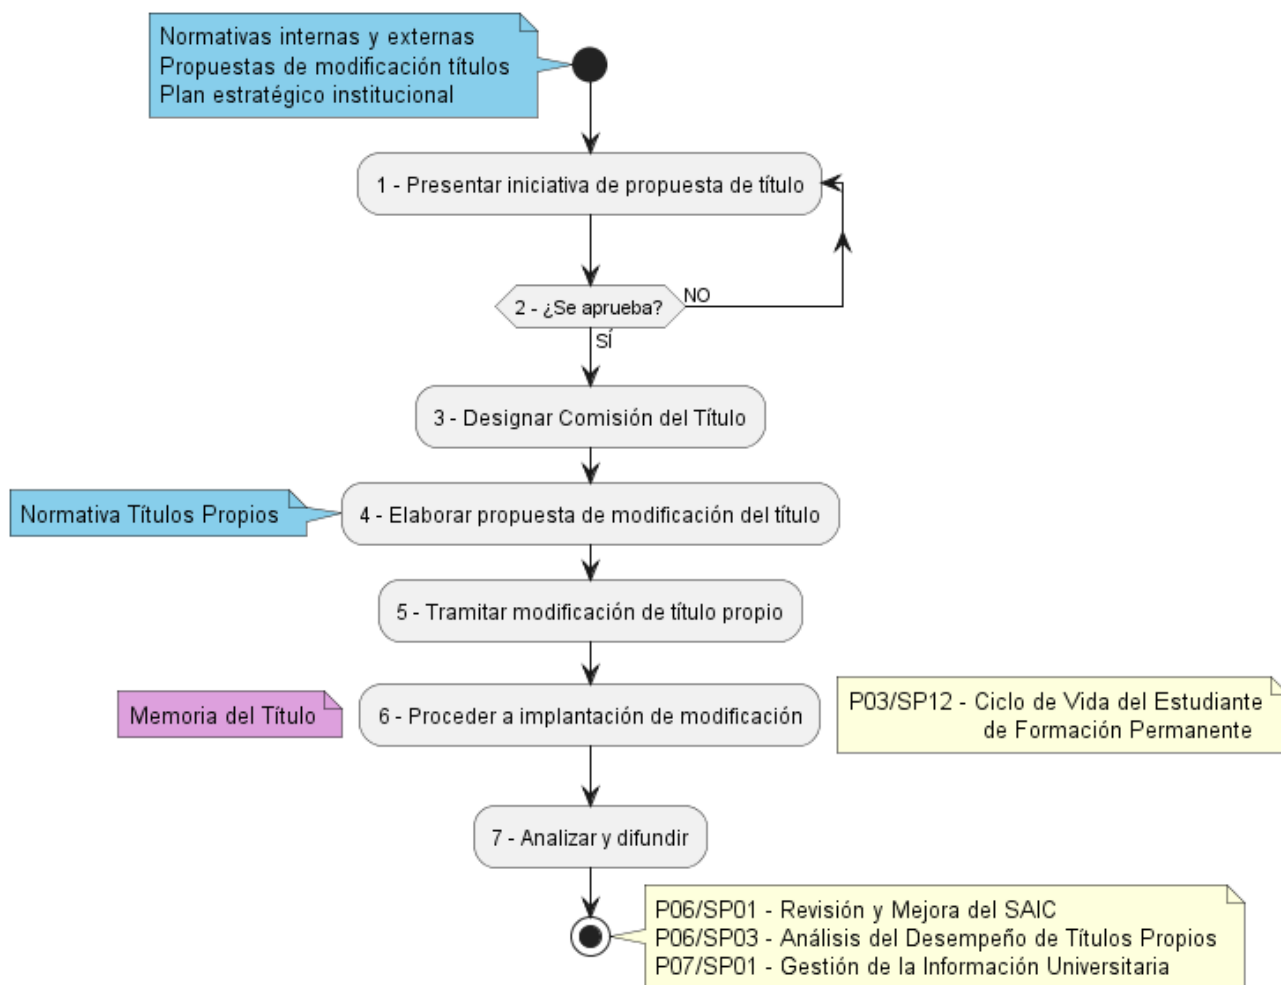 Normativas internas y externas
Propuestas de modificación títulos
Plan estratégico institucional
1 - Presentar iniciativa de propuesta de título
2 - ¿Se aprueba?
NO
SÍ
3 - Designar Comisión del Título
Normativa Títulos Propios
4 - Elaborar propuesta de modificación del título
5 - Tramitar modificación de título propio
Memoria del Título
6 - Proceder a implantación de modificación
P03/SP12 - Ciclo de Vida del Estudiante
de Formación Permanente
7 - Analizar y difundir
P06/SP01 - Revisión y Mejora del SAIC
P06/SP03 - Análisis del Desempeño de Títulos Propios
P07/SP01 - Gestión de la Información Universitaria